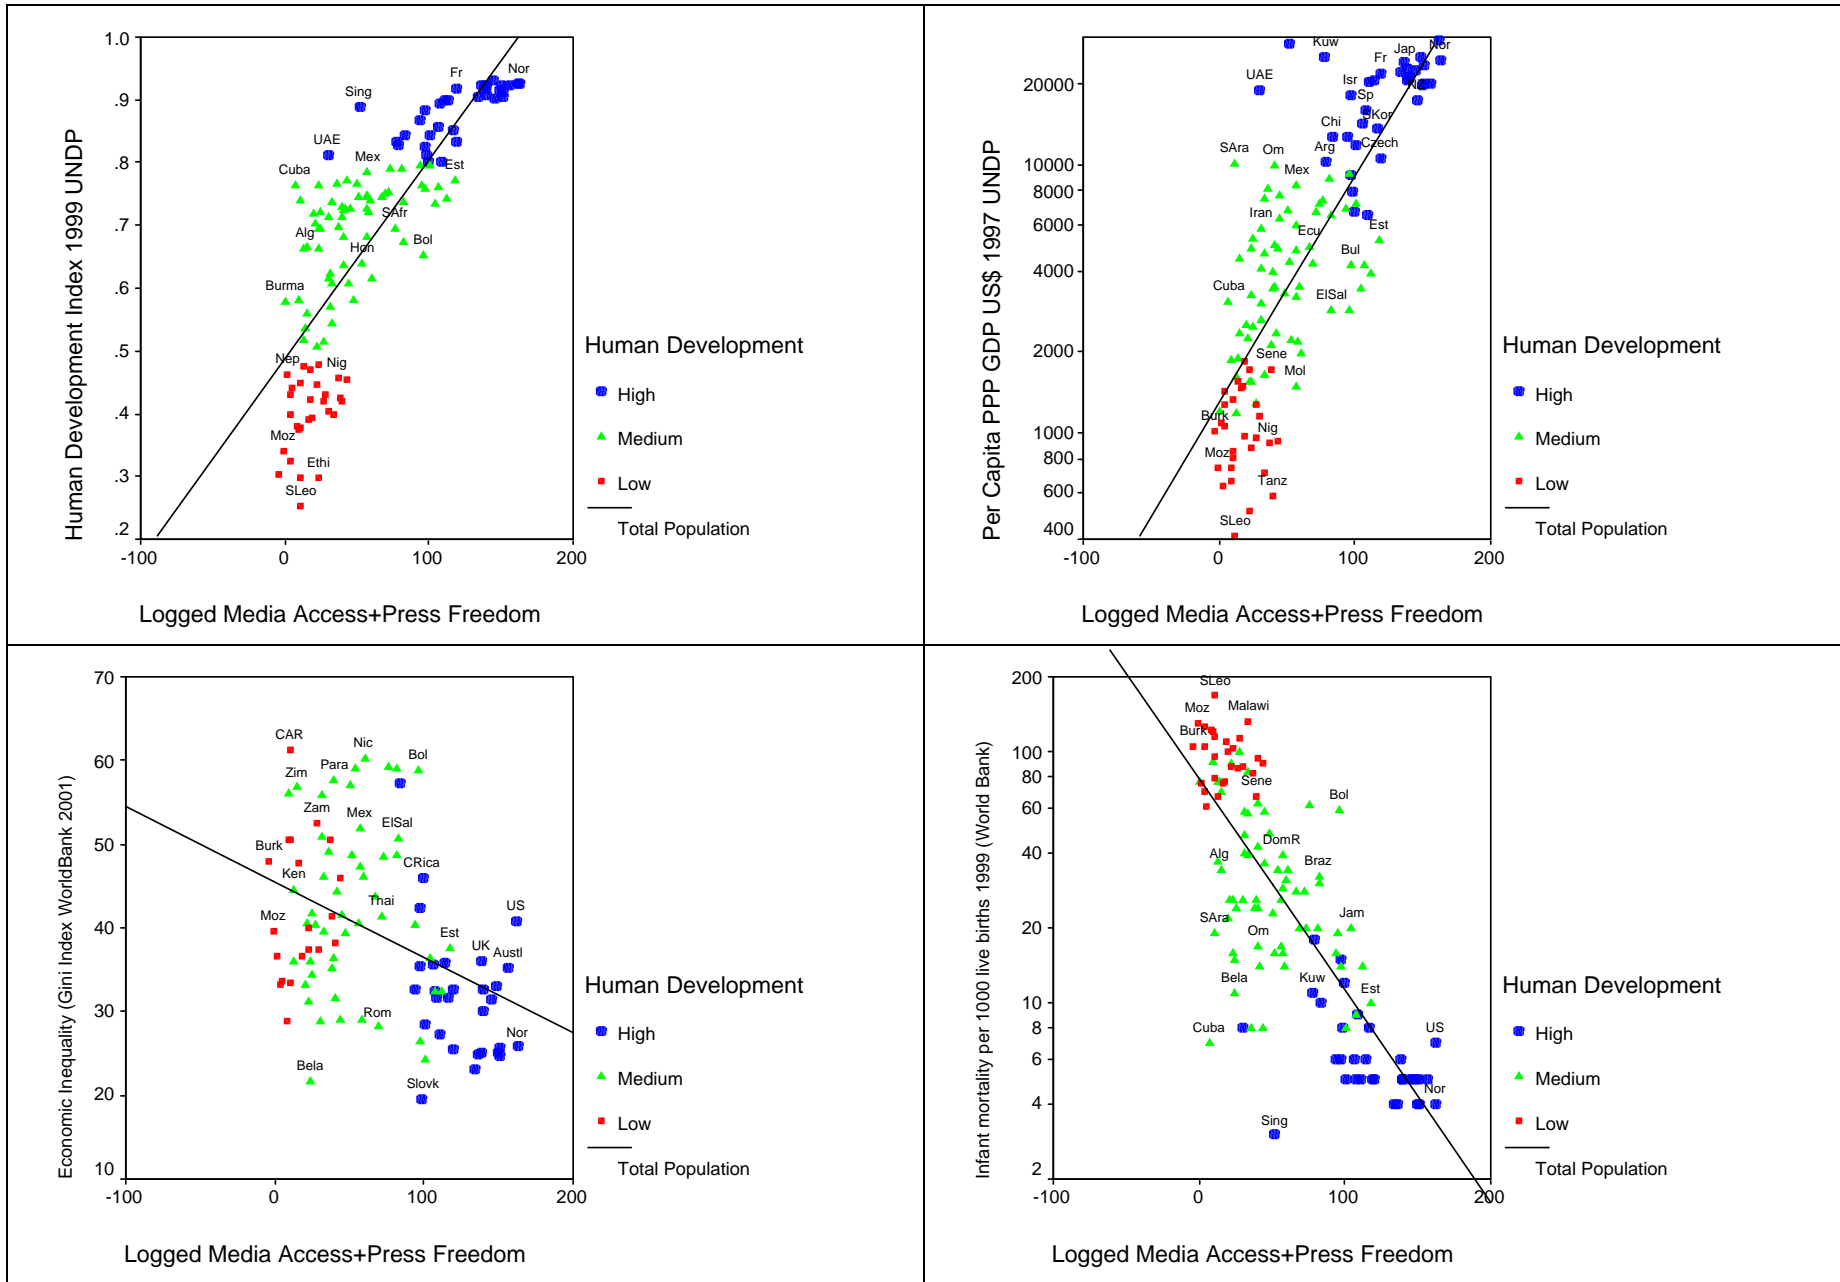 Human Development Index 1999 UNDP
1.0
.9
.8
.7
.6
.5
.4
.3
.2
-100
0
100
200
Fr
Nor
Sing
UAE
Mex
Cuba
Est
SAfr
Alg
Hon
Bol
Burma
Nep
Nig
Moz
Ethi
SLeo
Logged Media Access+Press Freedom
Human Development
High
Medium
Low
Total Population
Per Capita PPP GDP US$ 1997 UNDP
20000
10000
8000
6000
4000
2000
1000
800
600
400
-100
0
100
200
Kuw
Jap
Nor
Fr
UAE
Isr
Sp
SKor
Chi
Czech
SAra
Om
Arg
Mex
Iran
Ecu
Est
Bul
Cuba
ElSal
Sene
Mol
Burk
Nig
Moz
Tanz
SLeo
Logged Media Access+Press Freedom
Human Development
High
Medium
Low
Total Population
Economic Inequality (Gini Index WorldBank 2001)
70
60
50
40
30
20
10
-100
0
100
200
CAR
Nic
Bol
Zim
Para
Zam
Mex
ElSal
Burk
CRica
Ken
Thai
US
Moz
Est
UK
Austl
Rom
Nor
Bela
Slovk
Logged Media Access+Press Freedom
Human Development
High
Medium
Low
Total Population
Infant mortality per 1000 live births 1999 (World Bank)
200
100
80
60
40
20
10
8
6
4
2
-100
0
100
200
SLeo
Moz
Malawi
Burk
Sene
Bol
DomR
Alg
Braz
SAra
Jam
Om
Bela
Kuw
Est
Cuba
US
Nor
Sing
Logged Media Access+Press Freedom
Human Development
High
Medium
Low
Total Population